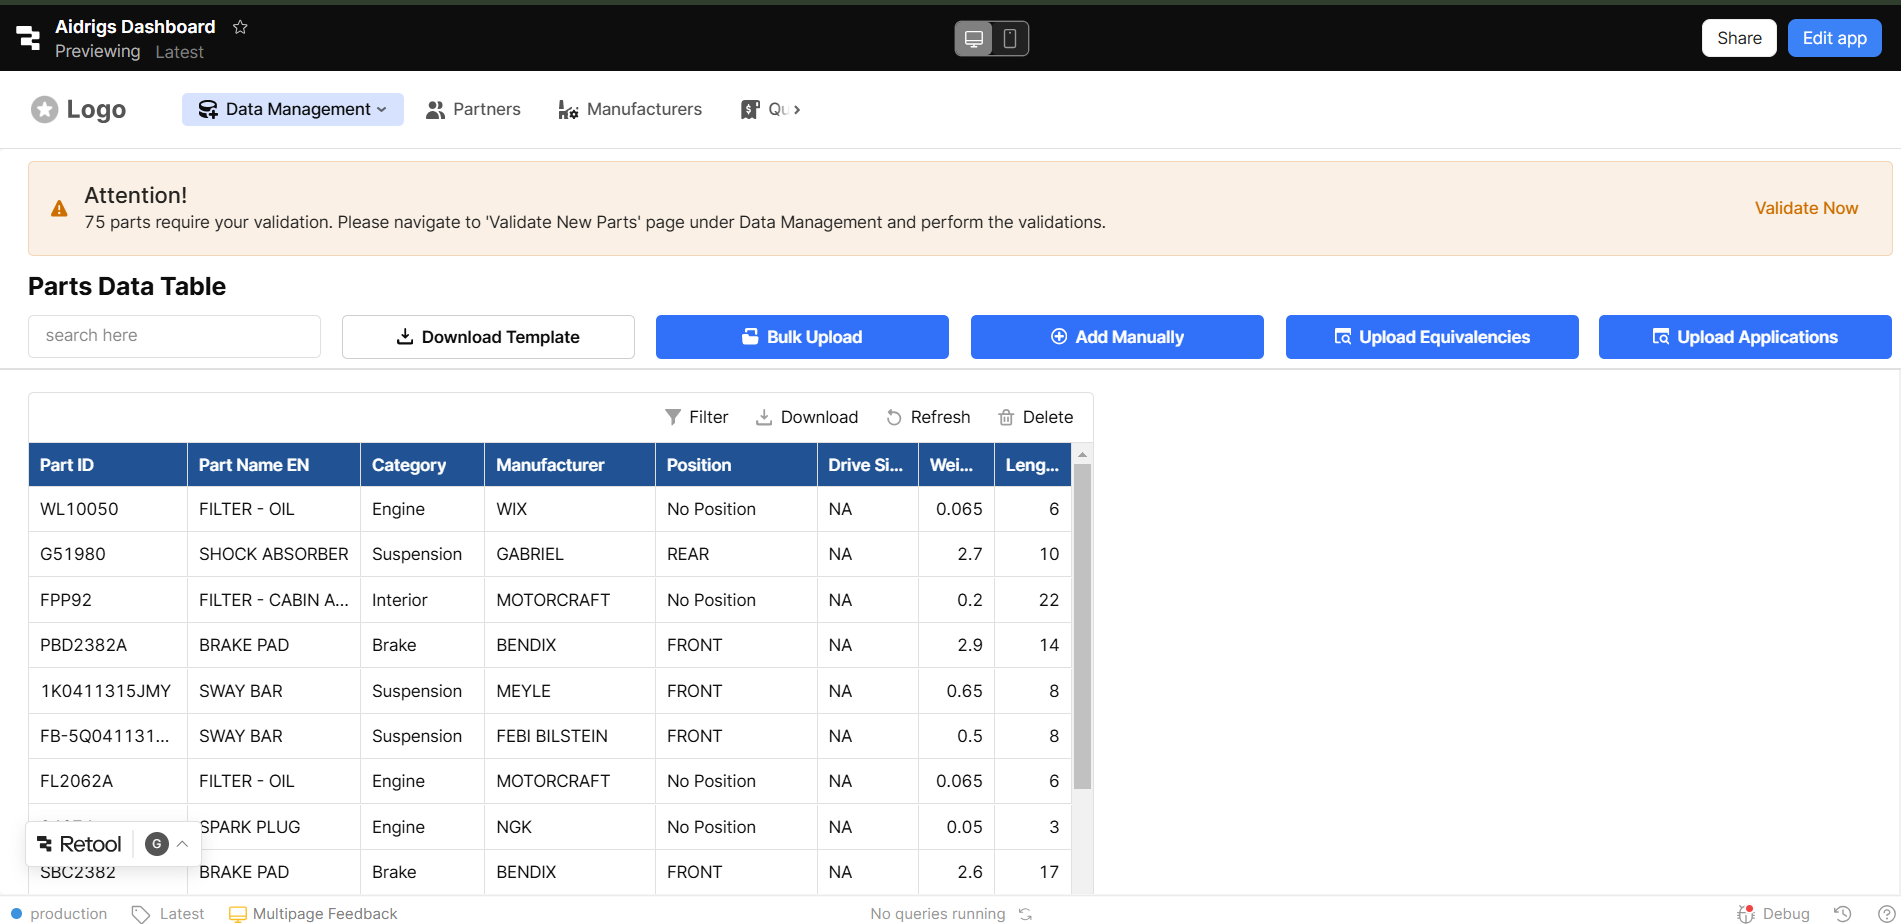 Aidrigs Dashboard
Previewing Latest
Share
Edit app
Logo
Data Management
Partners
Manufacturers
Attention!
75 parts require your validation. Please navigate to 'Validate New Parts' page under Data Management and perform the validations.
Validate Now
Parts Data Table
search here
Download Template
Bulk Upload
Add Manually
Upload Equivalencies
Upload Applications
Filter Download Refresh Delete
Part ID Part Name EN Category Manufacturer Position Drive Si... Wei... Leng...
WL10050 FILTER - OIL Engine WIX No Position NA 0.065 6
G51980 SHOCK ABSORBER Suspension GABRIEL REAR NA 2.7 10
FPP92 FILTER - CABIN A... Interior MOTORCRAFT No Position NA 0.2 22
PBD2382A BRAKE PAD Brake BENDIX FRONT NA 2.9 14
1K0411315JMY SWAY BAR Suspension MEYLE FRONT NA 0.65 8
FB-5Q041131... SWAY BAR Suspension FEBI BILSTEIN FRONT NA 0.5 8
FL2062A FILTER - OIL Engine MOTORCRAFT No Position NA 0.065 6
SPARK PLUG Engine NGK No Position NA 0.05 3
Retool G
SBC2382 BRAKE PAD Brake BENDIX FRONT NA 2.6 17
production Latest Multipage Feedback No queries running Debug